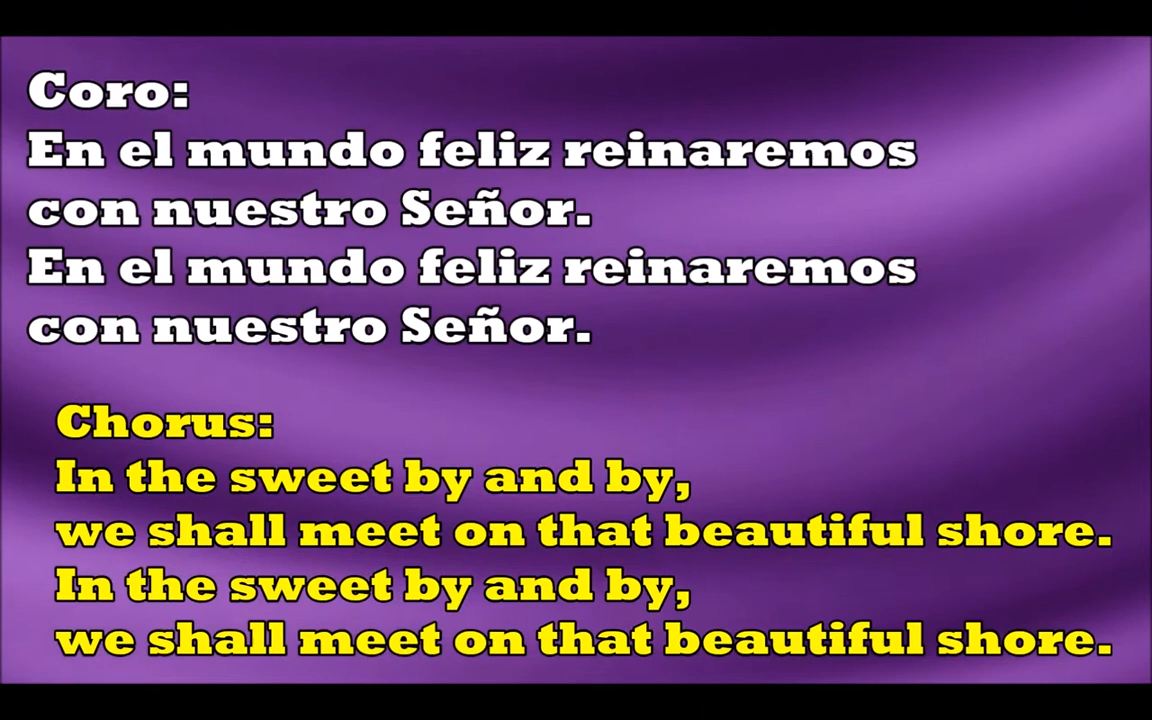 Coro:
En el mundo feliz reinaremos
con nuestro Señor.
En el mundo feliz reinaremos
con nuestro Señor.
Chorus:
In the sweet by and by,
we shall meet on that beautiful shore.
In the sweet by and by,
we shall meet on that beautiful shore.